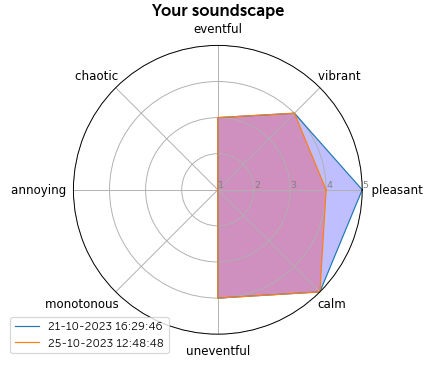 Your soundscape
eventful
chaotic
vibrant
annoying
1 2 3 4 5
pleasant
monotonous
calm
uneventful
21-10-2023 16:29:46
25-10-2023 12:48:48